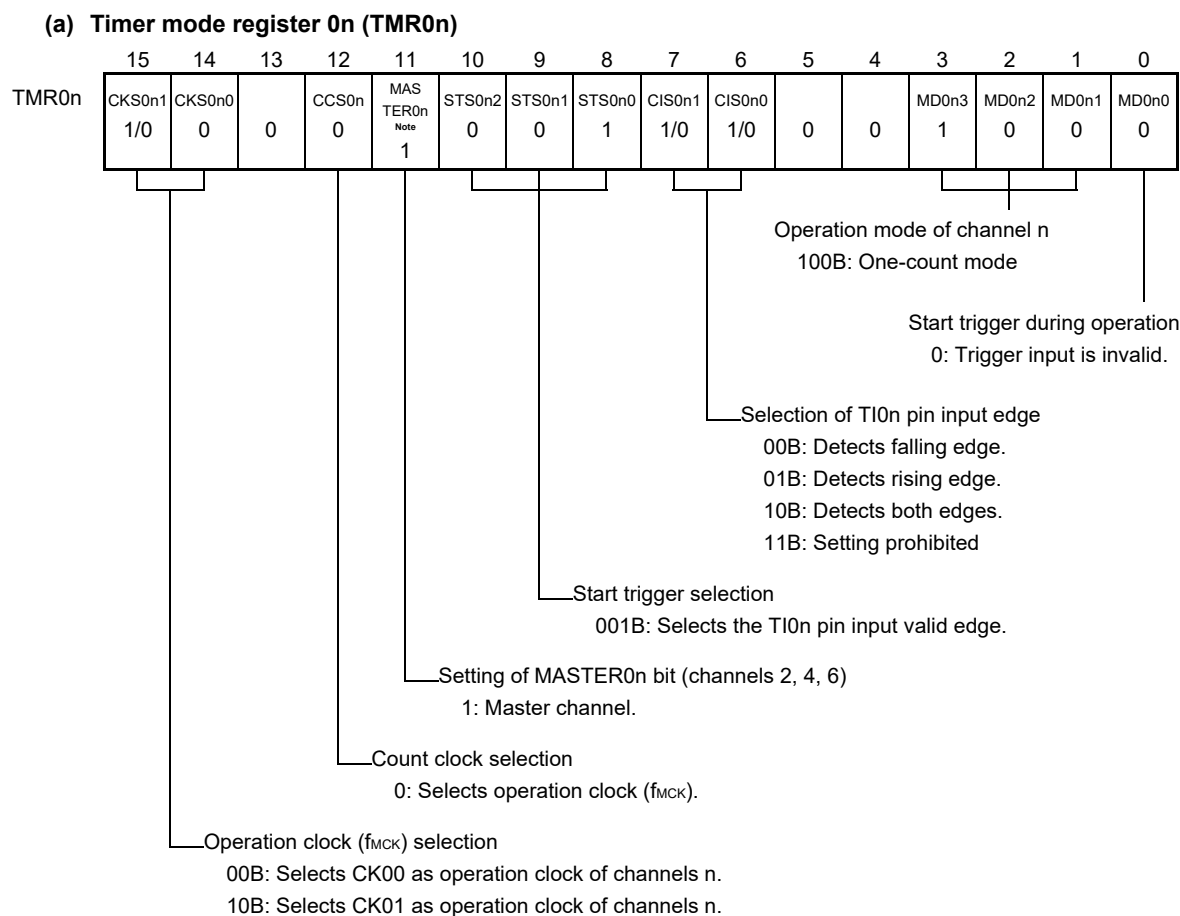 (a) Timer mode register 0n (TMR0n)
15 14 13 12 11 10 9 8 7 6 5 4 3 2 1 0
TMR0n CKS0n1 CKS0n0 CCS0n MAS TER0n Note STS0n2 STS0n1 STS0n0 CIS0n1 CIS0n0 MD0n3 MD0n2 MD0n1 MD0n0
1/0 0 0 0 1 0 0 1 1/0 1/0 0 0 1 0 0 0
Operation mode of channel n
100B: One-count mode
Start trigger during operation
0: Trigger input is invalid.
Selection of TI0n pin input edge
00B: Detects falling edge.
01B: Detects rising edge.
10B: Detects both edges.
11B: Setting prohibited
Start trigger selection
001B: Selects the TI0n pin input valid edge.
Setting of MASTER0n bit (channels 2, 4, 6)
1: Master channel.
Count clock selection
0: Selects operation clock (fMCK).
Operation clock (fMCK) selection
00B: Selects CK00 as operation clock of channels n.
10B: Selects CK01 as operation clock of channels n.